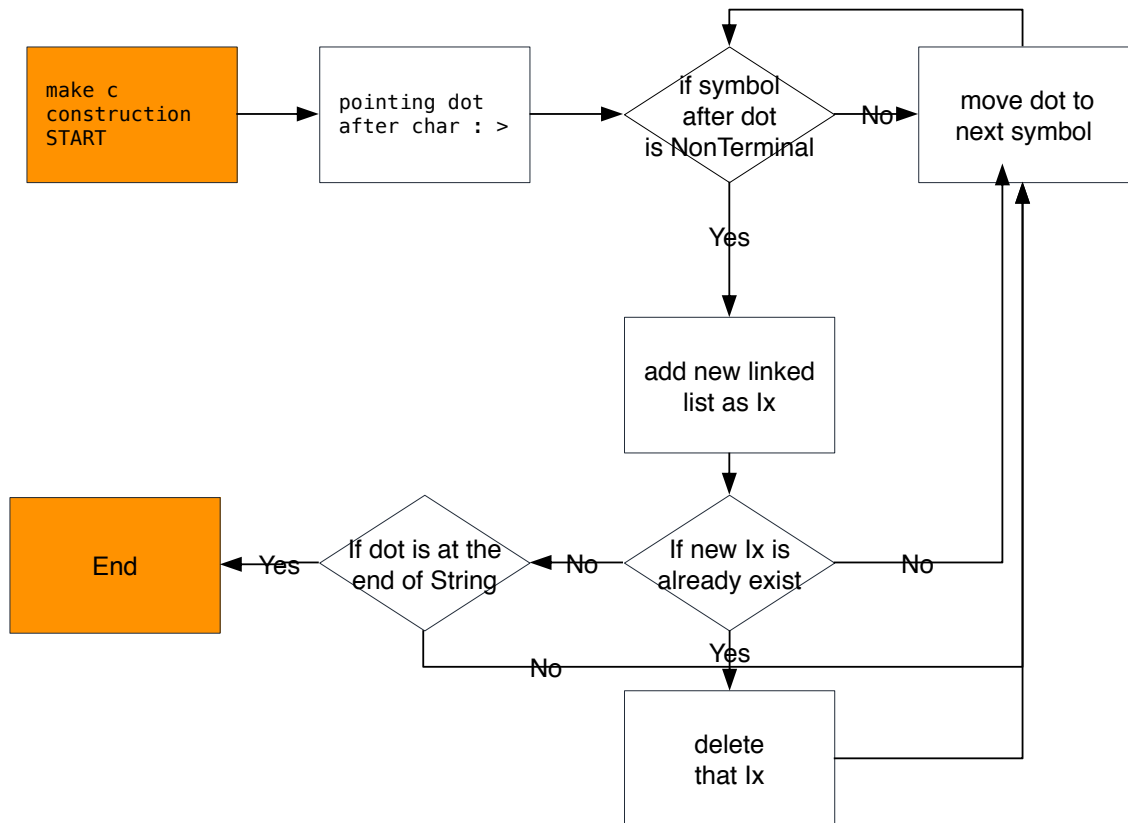 make c
construction
START
pointing dot
after char : >
if symbol
after dot
is NonTerminal
No
move dot to
next symbol
Yes
add new linked
list as Ix
End
Yes
If dot is at the
end of String
No
If new Ix is
already exist
No
Yes
No
delete
that Ix